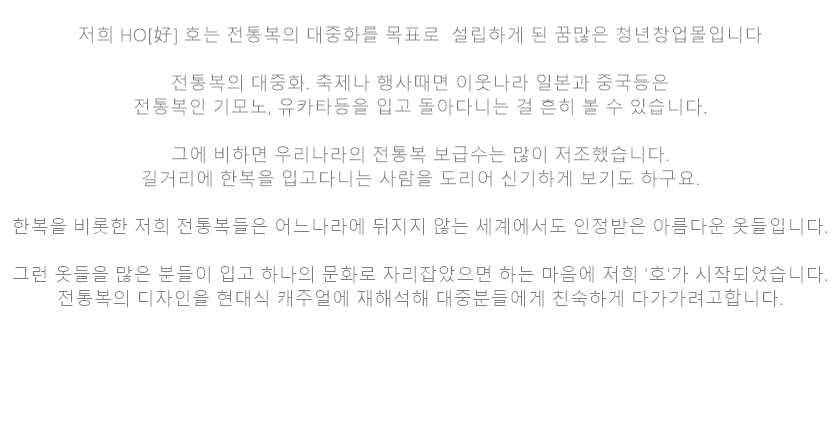 저희 HO[好] 호는 전통복의 대중화를 목표로 설립하게 된 꿈많은 청년창업몰입니다
전통복의 대중화. 축제나 행사때면 이웃나라 일본과 중국등은
전통복인 기모노, 유카타등을 입고 돌아다니는 걸 흔히 볼 수 있습니다.
그에 비하면 우리나라의 전통복 보급수는 많이 저조했습니다.
길거리에 한복을 입고다니는 사람을 도리어 신기하게 보기도 하구요.
한복을 비롯한 저희 전통복들은 어느나라에 뒤지지 않는 세계에서도 인정받은 아름다운 옷들입니다.
그런 옷들을 많은 분들이 입고 하나의 문화로 자리잡았으면 하는 마음에 저희 '호'가 시작되었습니다.
전통복의 디자인을 현대식 캐주얼에 재해석해 대중분들에게 친숙하게 다가가려고합니다.